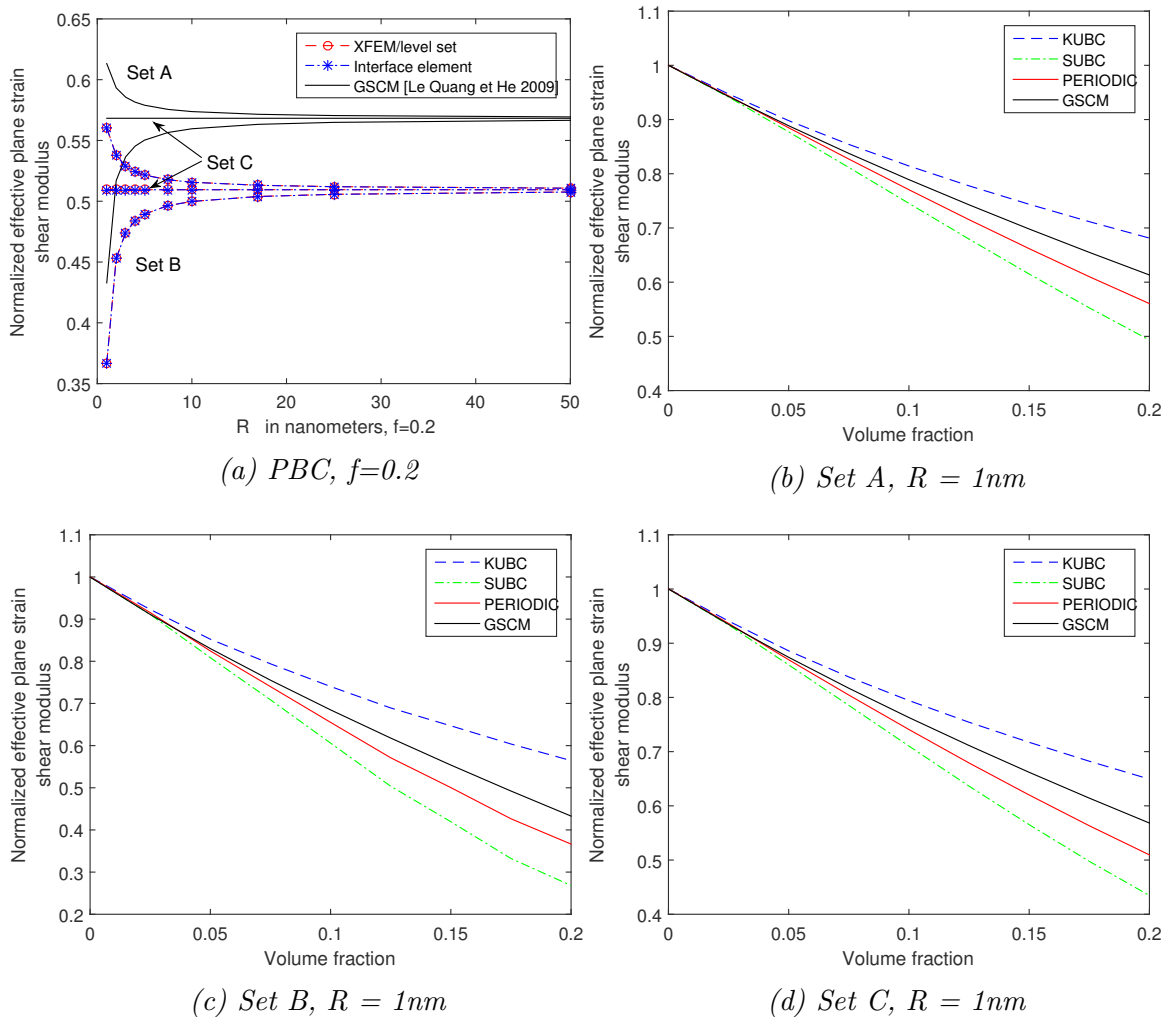 0.65
0.6
0.55
0.5
0.45
0.4
0.35
0 10 20 30 40 50
Normalized effective plane strain
shear modulus
XFEM/level set
Interface element
GSCM [Le Quang et He 2009]
Set A
Set C
Set B
R in nanometers, f=0.2
(a) PBC, f=0.2
1.1
1
0.9
0.8
0.7
0.6
0.5
0.4
0 0.05 0.1 0.15 0.2
Normalized effective plane strain
shear modulus
KUBC
SUBC
PERIODIC
GSCM
Volume fraction
(b) Set A, R = 1nm
1.1
1
0.9
0.8
0.7
0.6
0.5
0.4
0.3
0.2
0 0.05 0.1 0.15 0.2
Normalized effective plane strain
shear modulus
KUBC
SUBC
PERIODIC
GSCM
Volume fraction
(c) Set B, R = 1nm
1.1
1
0.9
0.8
0.7
0.6
0.5
0.4
0 0.05 0.1 0.15 0.2
Normalized effective plane strain
shear modulus
KUBC
SUBC
PERIODIC
GSCM
Volume fraction
(d) Set C, R = 1nm